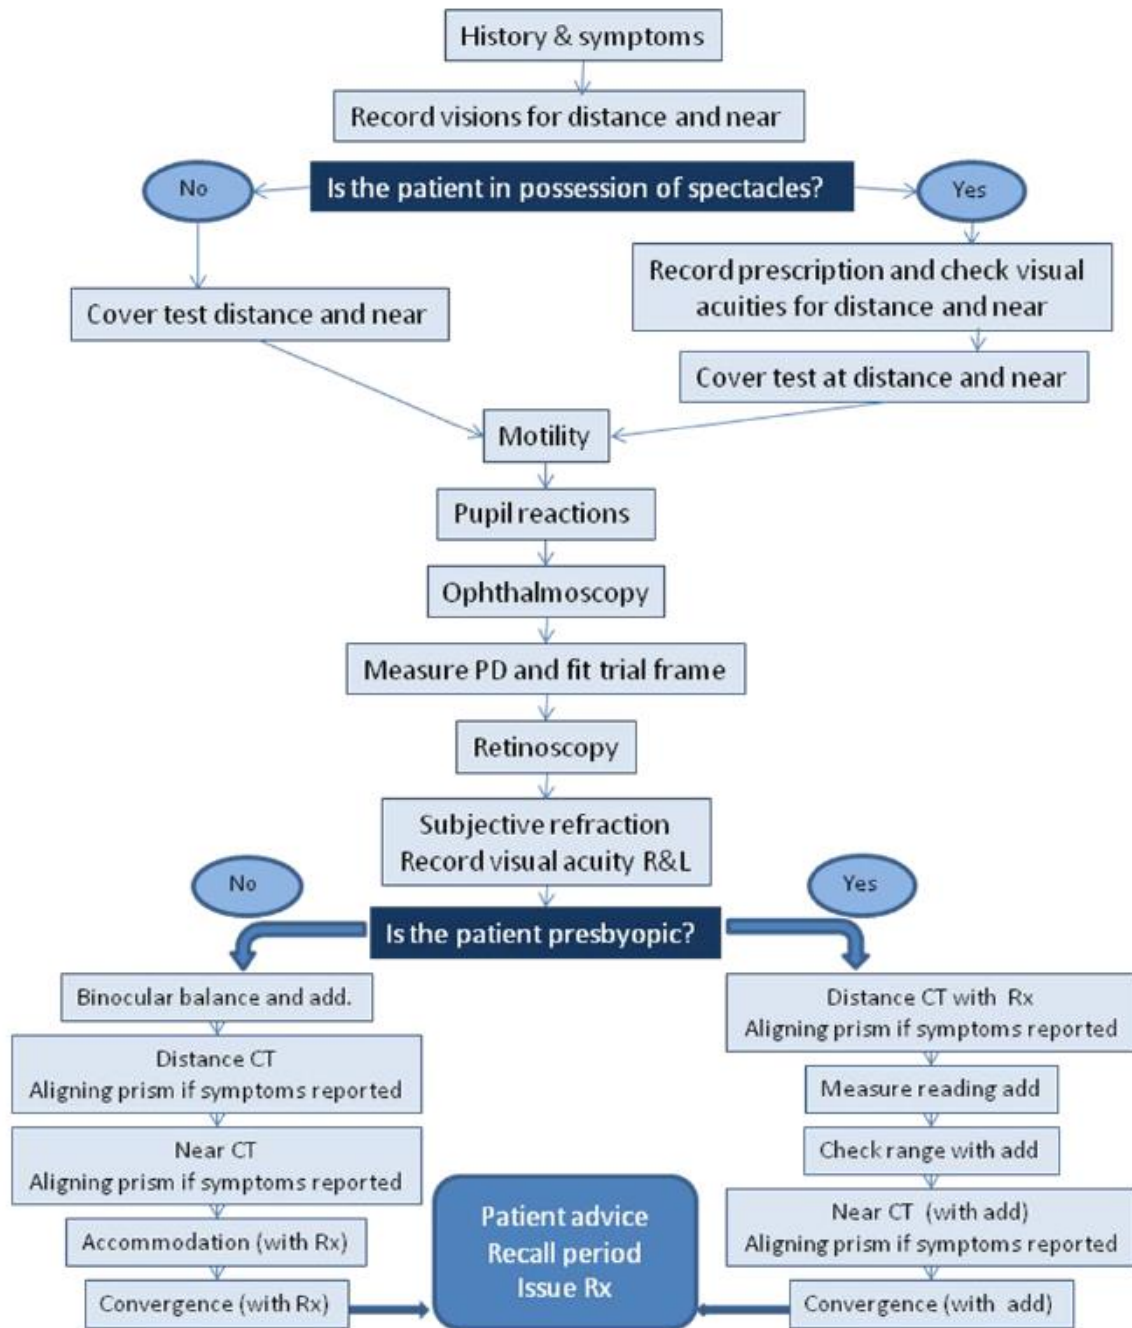 History & symptoms
Record visions for distance and near
No
Is the patient in possession of spectacles?
Yes
Record prescription and check visual
acuities for distance and near
Cover test distance and near
Cover test at distance and near
Motility
Pupil reactions
Ophthalmoscopy
Measure PD and fit trial frame
Retinoscopy
Subjective refraction
Record visual acuity R&L
No
Yes
Is the patient presbyopic?
Binocular balance and add.
Distance CT
Aligning prism if symptoms reported
Near CT
Aligning prism if symptoms reported
Accommodation (with Rx)
Convergence (with Rx)
Distance CT with Rx
Aligning prism if symptoms reported
Measure reading add
Check range with add
Near CT (with add)
Aligning prism if symptoms reported
Convergence (with add)
Patient advice
Recall period
Issue Rx